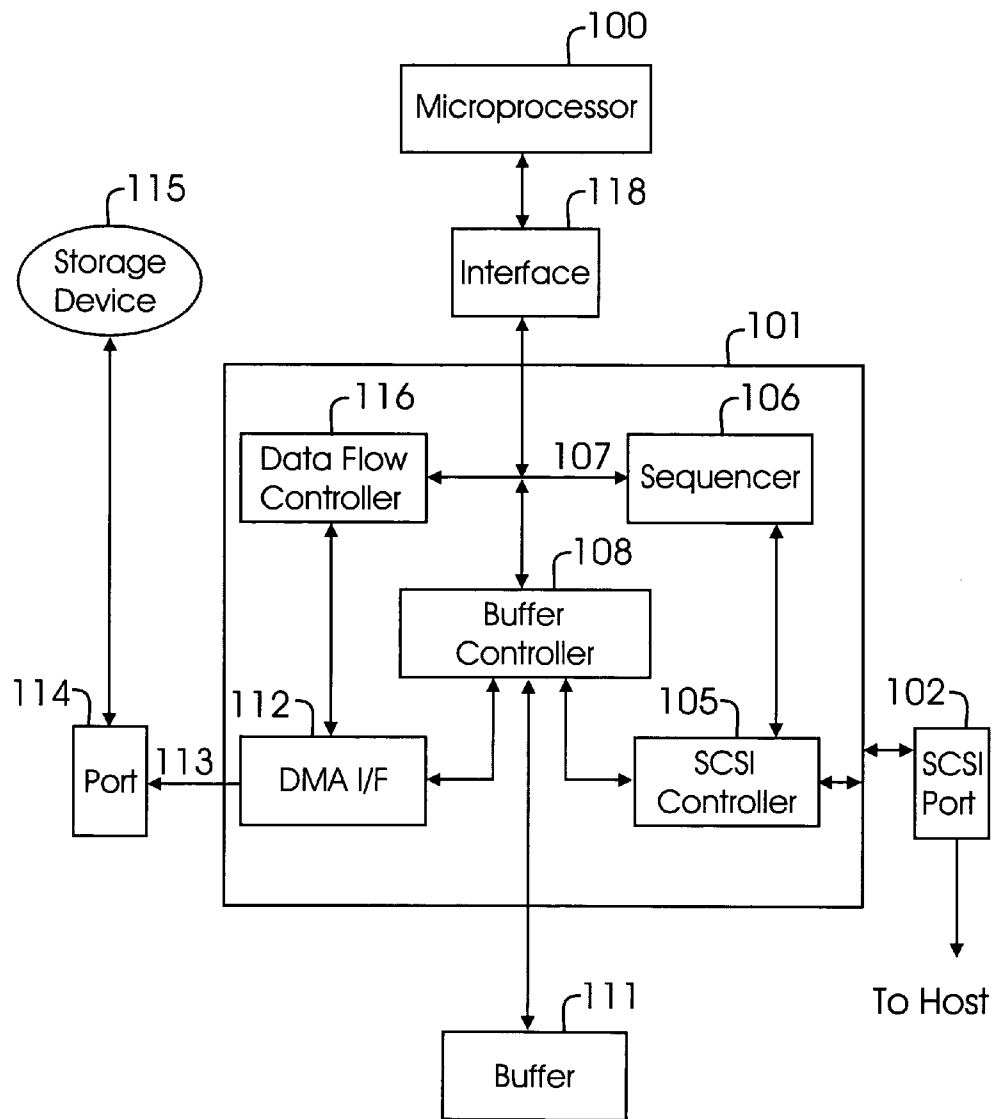 100
Microprocessor
118
Interface
115
Storage
Device
101
116
Data Flow
Controller
107
106
Sequencer
108
Buffer
Controller
114
Port
113
112
DMA I/F
105
SCSI
Controller
102
SCSI
Port
To Host
111
Buffer